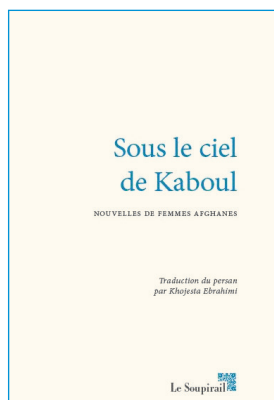 Sous le ciel
de Kaboul
NOUVELLES DE FEMMES AFGHANES
Traduction du persan
par Khojesta Ebrahimi
Le Soupirail